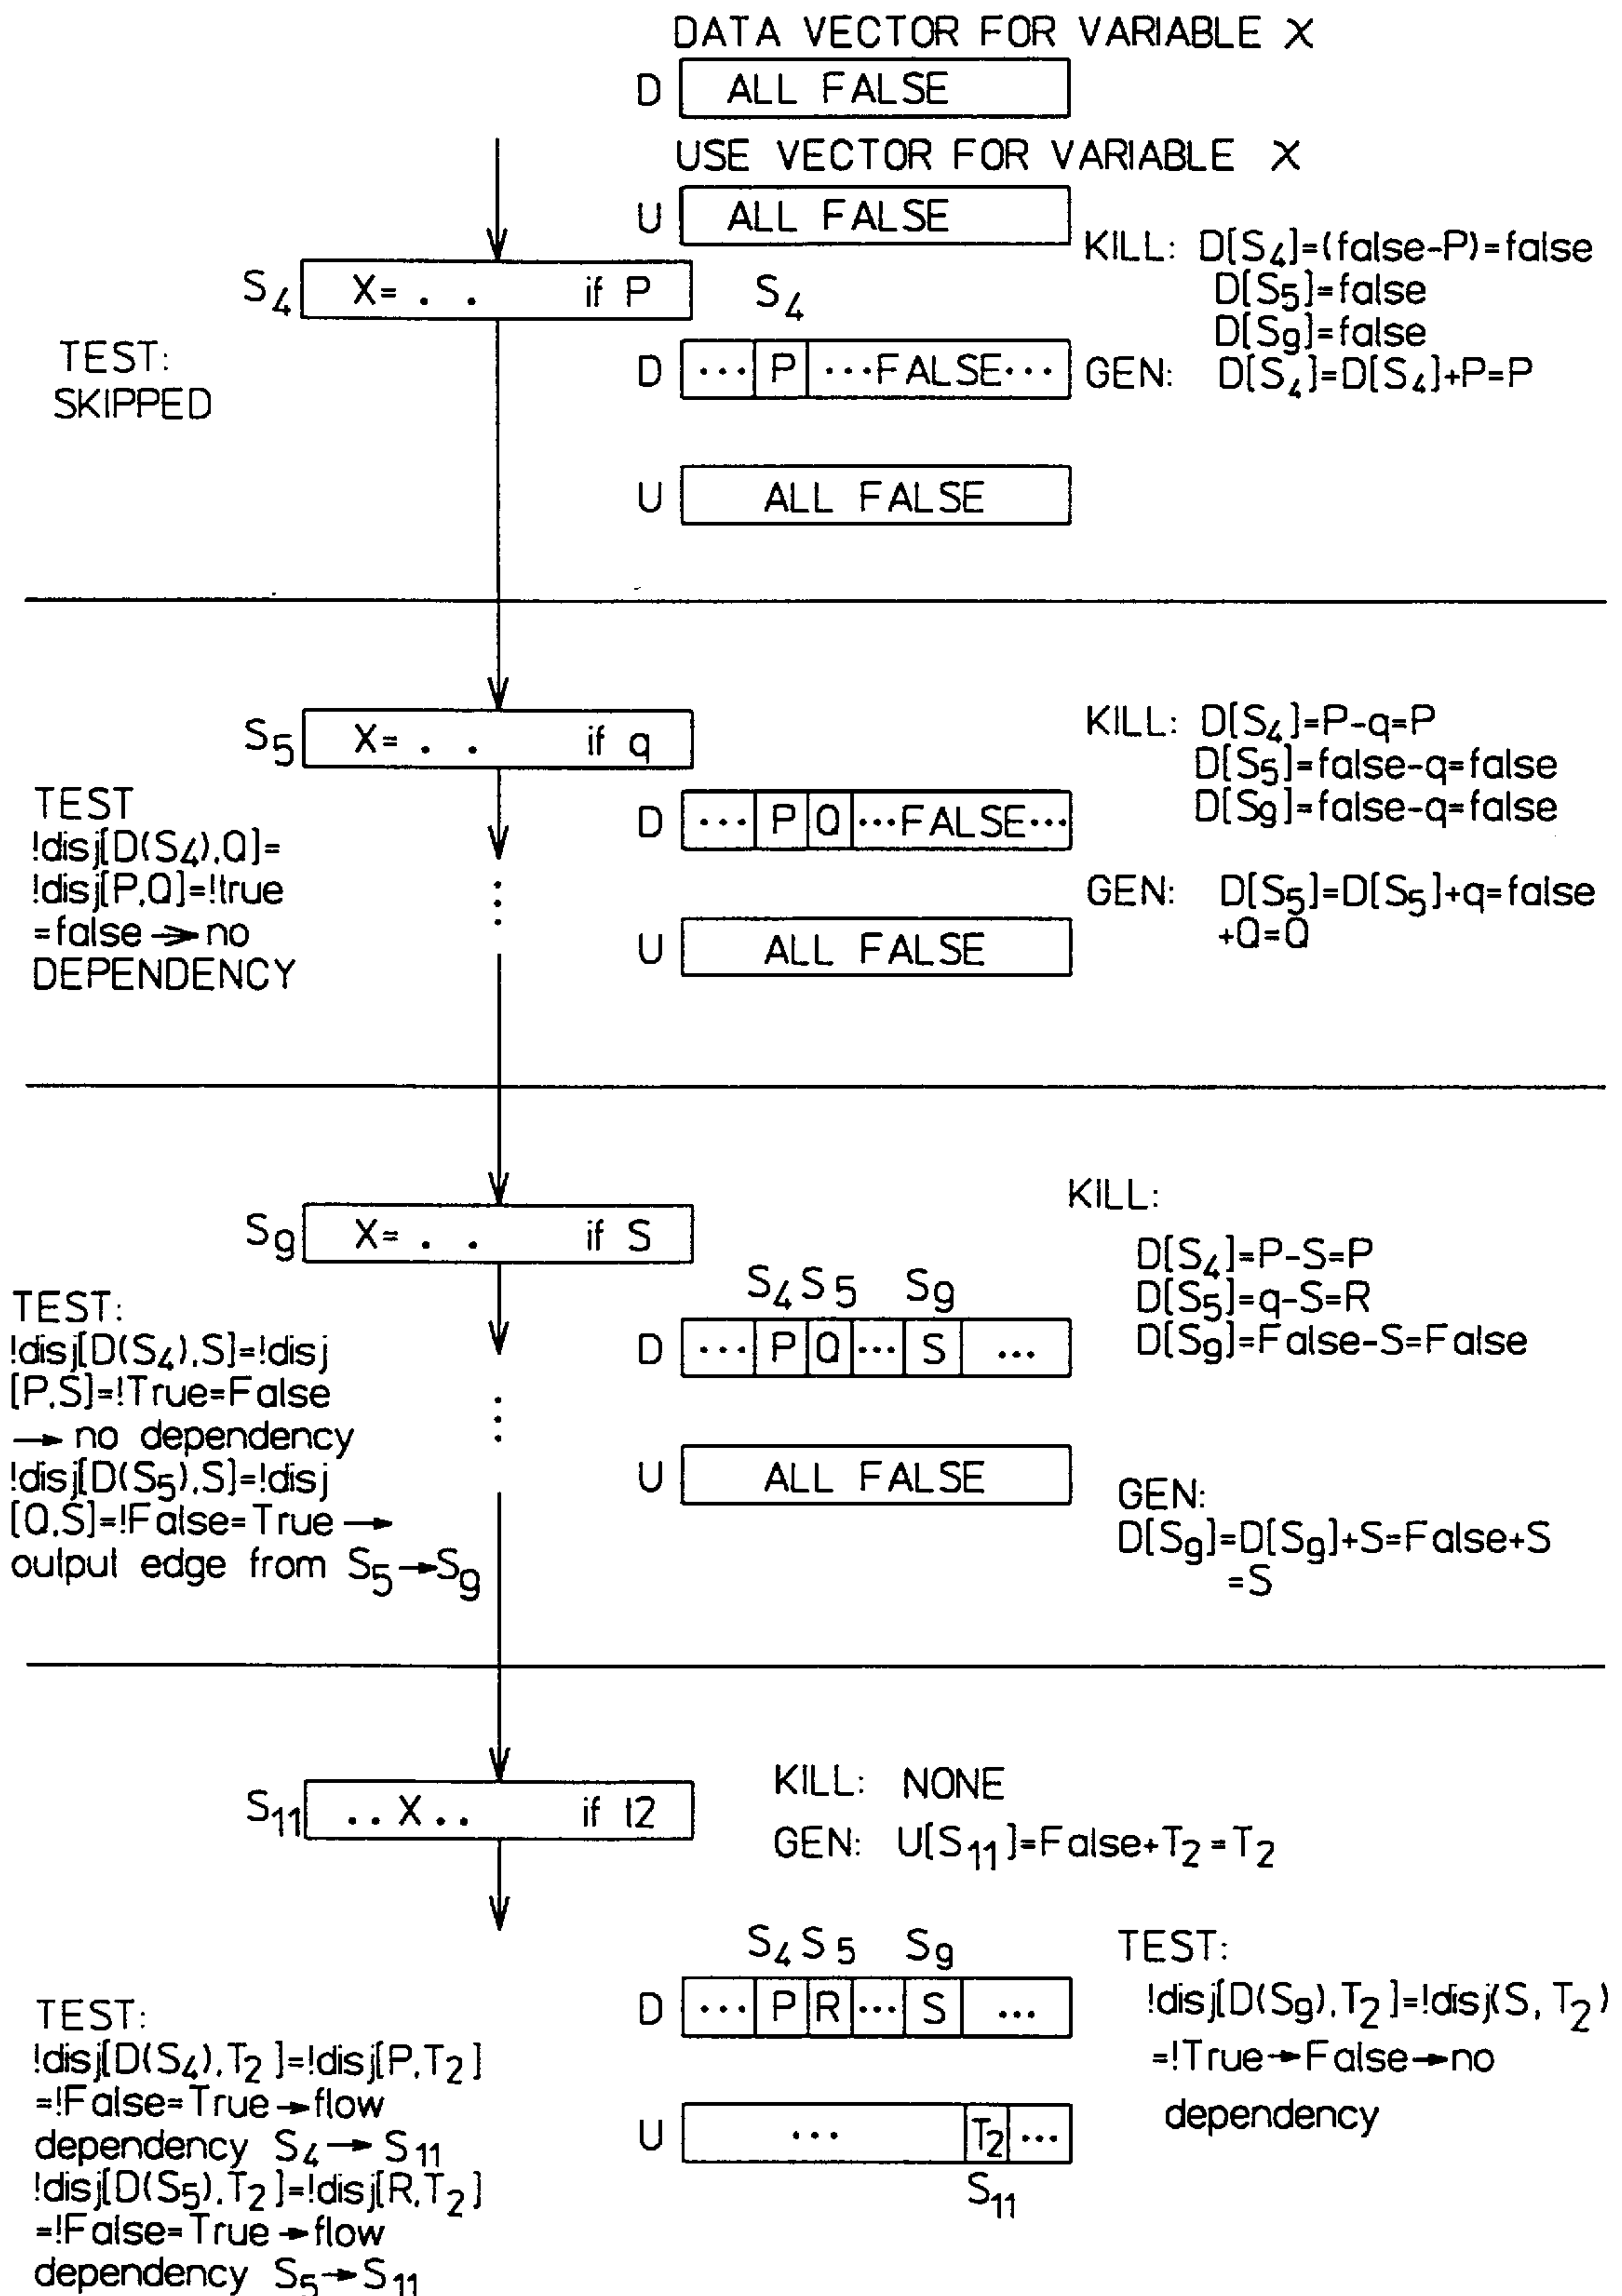 DATA VECTOR FOR VARIABLE X
D ALL FALSE
USE VECTOR FOR VARIABLE X
U ALL FALSE
S4 X= . . if P
S4
KILL: D[S4]=(false-P)=false
D[S5]=false
D[S9]=false
TEST:
SKIPPED
D ... P ...FALSE...
GEN: D[S4]=D[S4]+P=P
U ALL FALSE
S5 X= . . if q
KILL: D[S4]=P-q=P
D[S5]=false-q=false
D[S9]=false-q=false
TEST
!disj[D(S4),Q]=
!disj[P,Q]=!true
=false → no
DEPENDENCY
D ... P Q ...FALSE...
GEN: D[S5]=D[S5]+q=false
+Q=Q
U ALL FALSE
S9 X= . . if S
KILL:
D[S4]=P-S=P
D[S5]=q-S=R
D[S9]=False-S=False
TEST:
!disj[D(S4),S]=!disj
[P,S]=!True=False
→ no dependency
!disj[D(S5),S]=!disj
[Q,S]=!False=True →
oulpul edge from S5→S9
S4 S5 S9
D ... P Q ... S ...
U ALL FALSE
GEN:
D[S9]=D[S9]+S=False+S
=S
S11 ..X.. if l2
KILL: NONE
GEN: U[S11]=False+T2=T2
S4 S5 S9
D ... P R ... S ...
U ... T2 ...
S11
TEST:
!disj[D(S4),T2]=!disj[P,T2]
=!False=True→flow
dependency S4→S11
!disj[D(S5),T2]=!disj[R,T2]
=!False=True→flow
dependency S5→S11
TEST:
!disj[D(S9),T2]=!disj(S, T2)
=!True→False→no
dependency